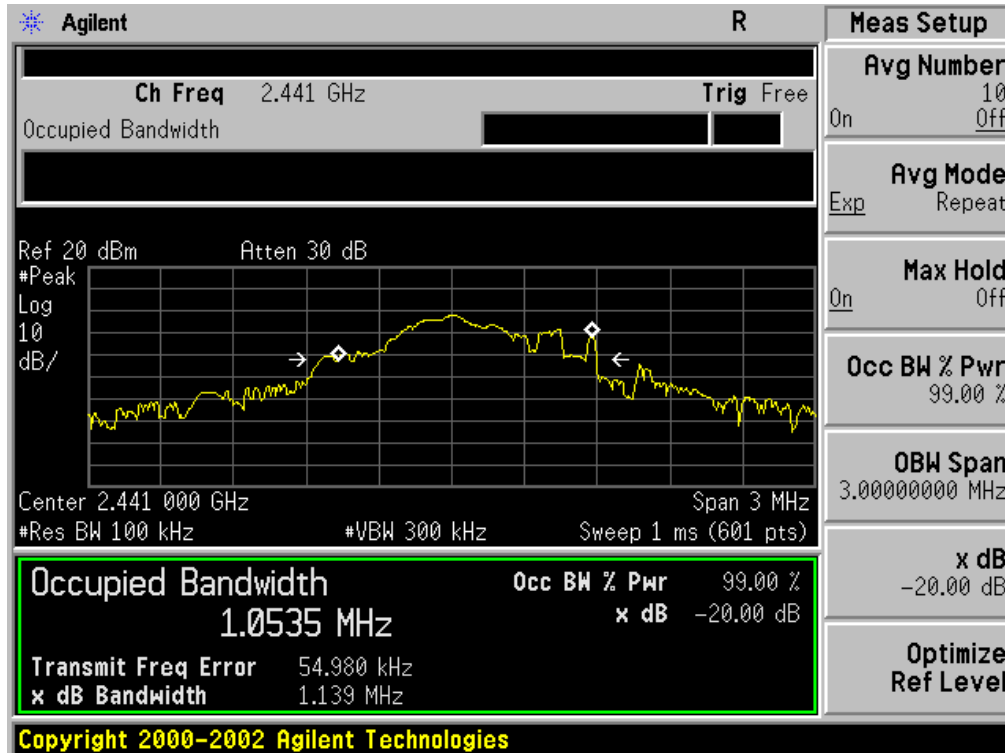 Agilent R
Ch Freq 2.441 GHz Trig Free
Occupied Bandwidth
Ref 20 dBm Atten 30 dB
#Peak
Log
10
dB/
Center 2.441 000 GHz Span 3 MHz
#Res BW 100 kHz #VBW 300 kHz Sweep 1 ms (601 pts)
Occupied Bandwidth Occ BW % Pwr 99.00 %
1.0535 MHz x dB -20.00 dB
Transmit Freq Error 54.980 kHz
x dB Bandwidth 1.139 MHz
Copyright 2000-2002 Agilent Technologies
Meas Setup
Avg Number
10
On Off
Avg Mode
Exp Repeat
Max Hold
On Off
Occ BW % Pwr
99.00 %
OBW Span
3.00000000 MHz
x dB
-20.00 dB
Optimize
Ref Level